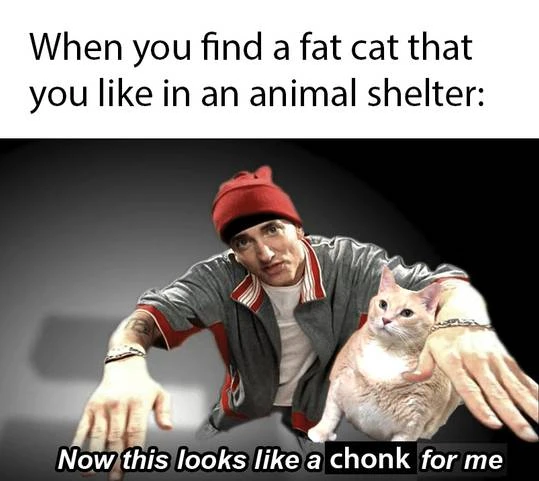 When you find a fat cat that
you like in an animal shelter:
Now this looks like a chonk for me